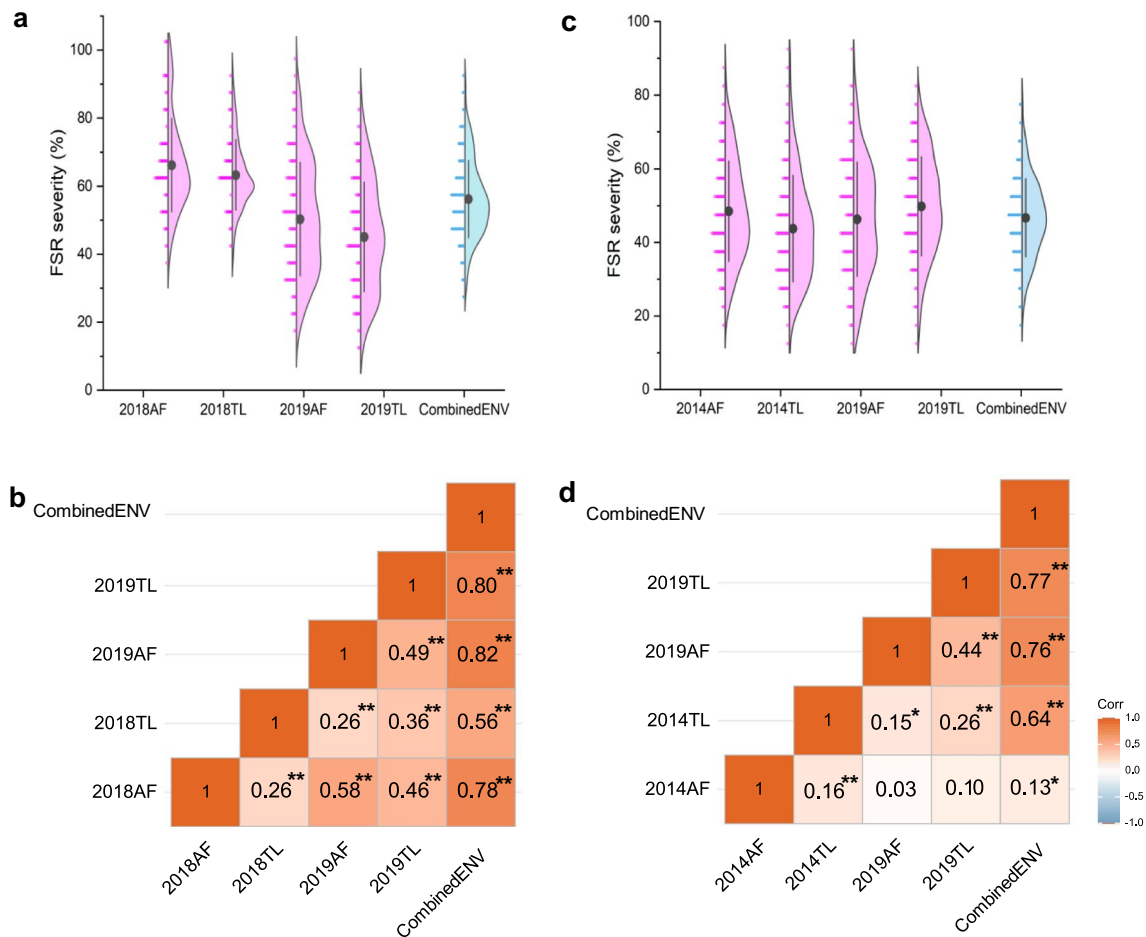 a
FSR severity (%)
100
80
60
40
20
0
2018AF 2018TL 2019AF 2019TL CombinedENV
c
FSR severity (%)
100
80
60
40
20
0
2014AF 2014TL 2019AF 2019TL CombinedENV
b
CombinedENV 1
2019TL 1 0.80**
2019AF 1 0.49** 0.82**
2018TL 1 0.26** 0.36** 0.56**
2018AF 1 0.26** 0.58** 0.46** 0.78**
2018AF 2018TL 2019AF 2019TL CombinedENV
d
CombinedENV 1
2019TL 1 0.77**
2019AF 1 0.44** 0.76**
2014TL 1 0.15* 0.26** 0.64**
2014AF 1 0.16** 0.03 0.10 0.13*
2014AF 2014TL 2019AF 2019TL CombinedENV
Corr
1.0
0.5
0.0
-0.5
-1.0